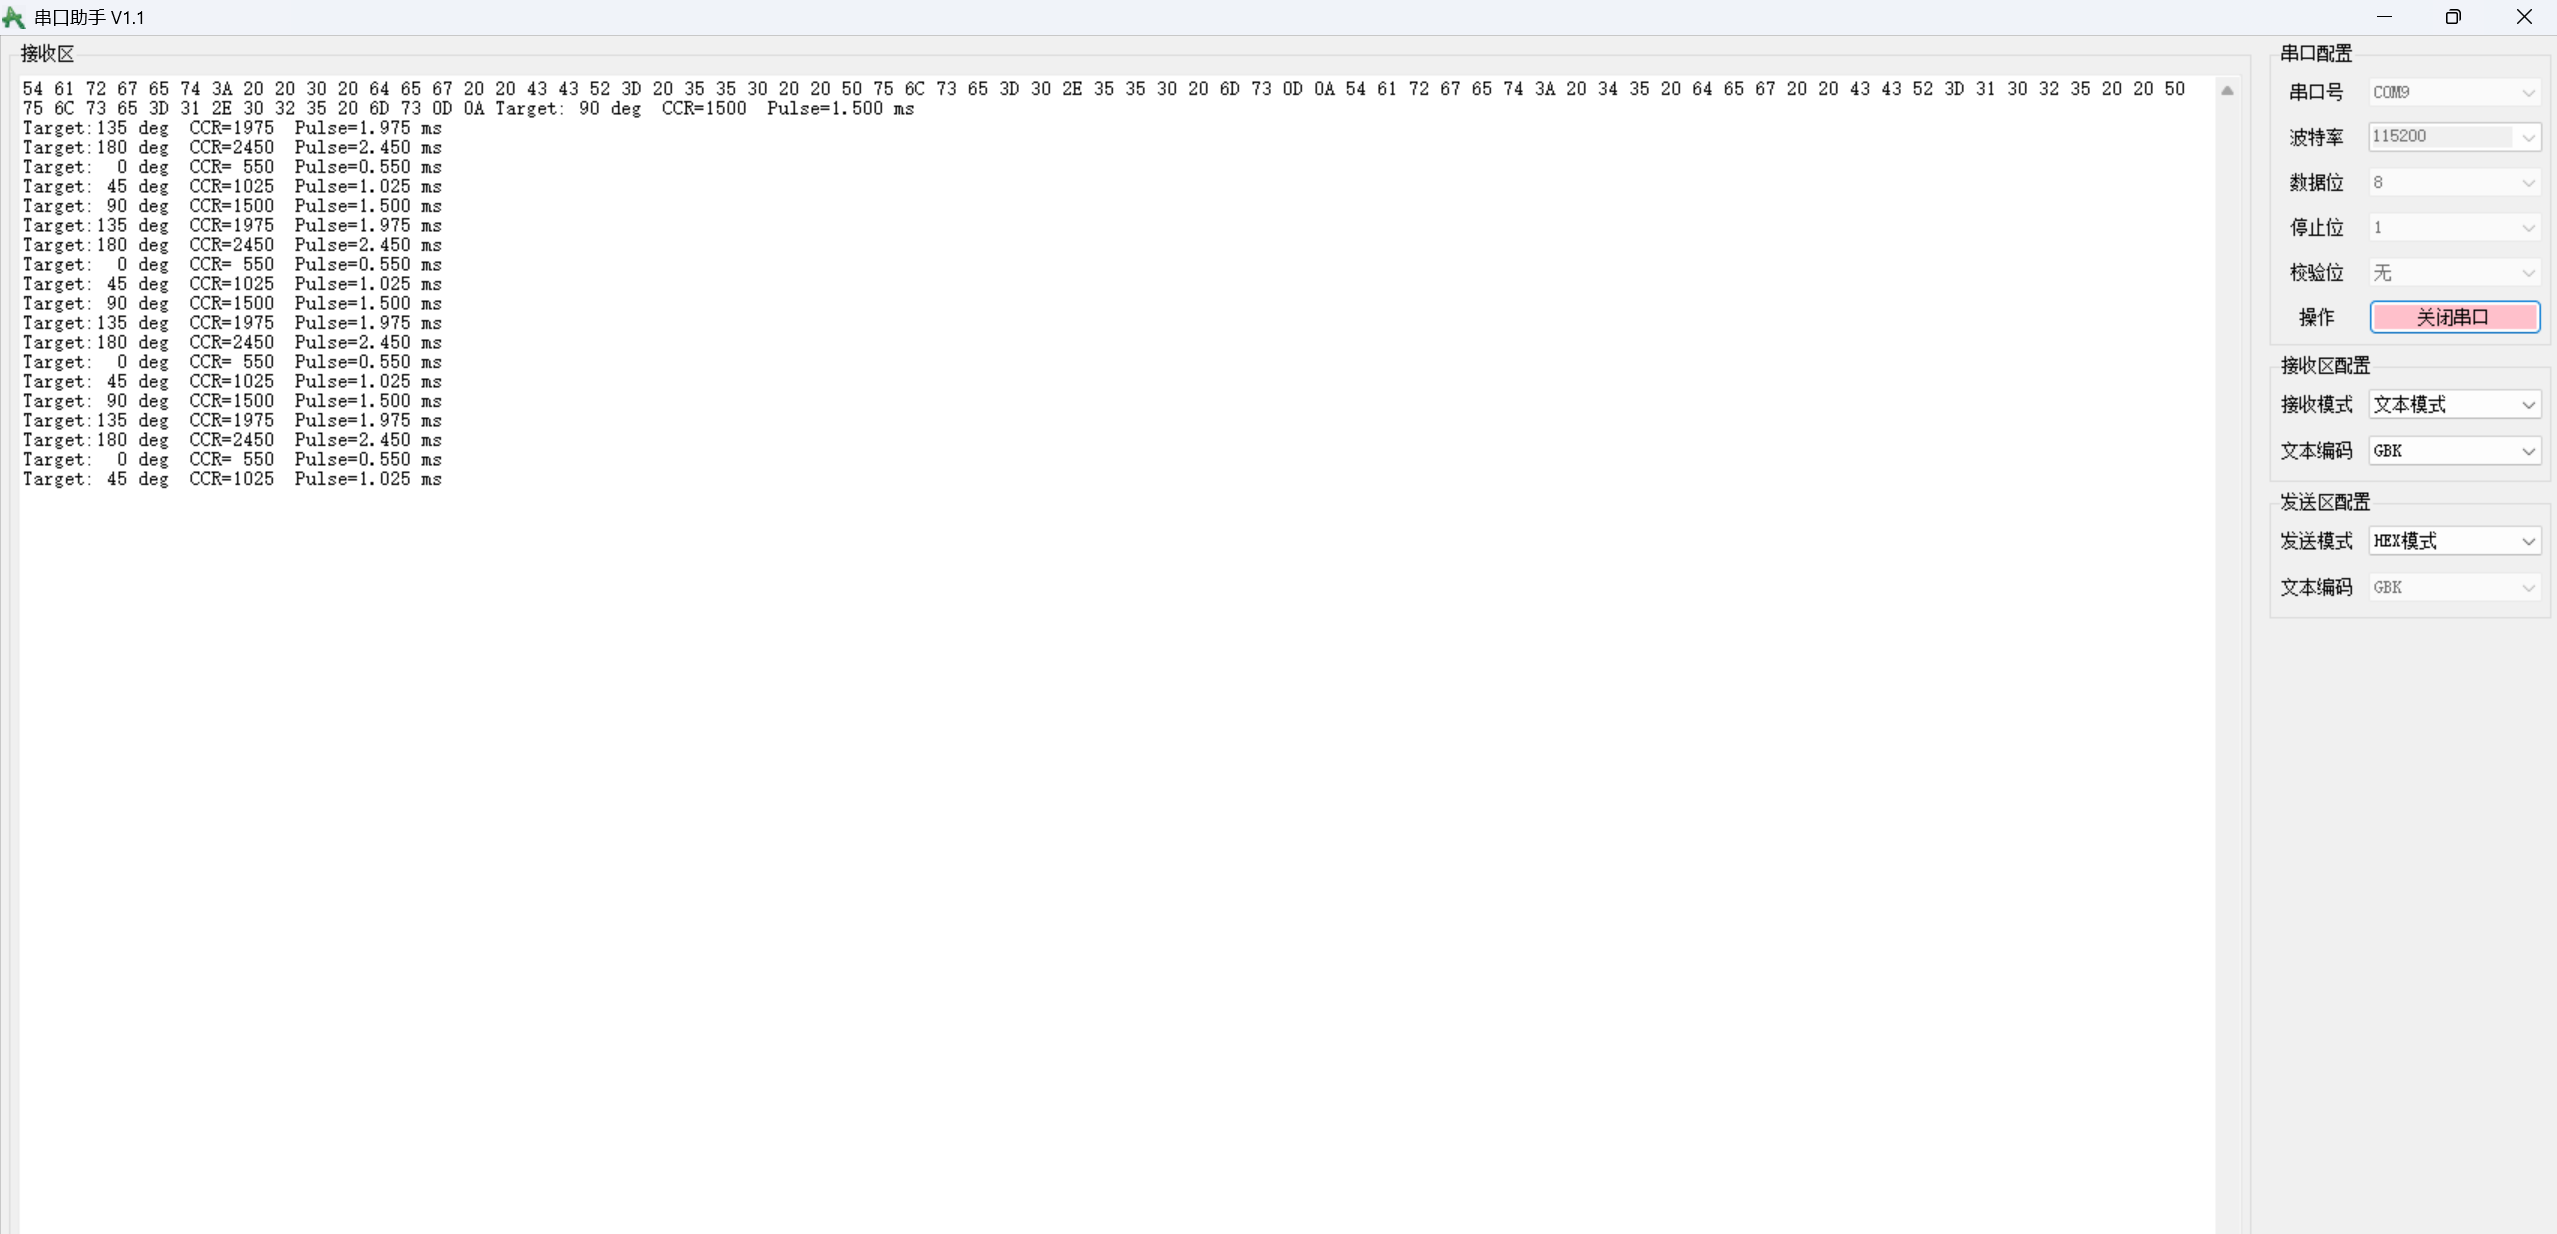 串口助手 V1.1
接收区
54 61 72 67 65 74 3A 20 20 30 20 64 65 67 20 20 43 43 52 3D 20 35 35 30 20 20 50 75 6C 73 65 3D 30 2E 35 35 30 20 6D 73 0D 0A 54 61 72 67 65 74 3A 20 34 35 20 64 65 67 20 20 43 43 52 3D 31 30 32 35 20 20 50
75 6C 73 65 3D 31 2E 30 32 35 20 6D 73 0D 0A Target: 90 deg  CCR=1500  Pulse=1.500 ms
Target:135 deg  CCR=1975  Pulse=1.975 ms
Target:180 deg  CCR=2450  Pulse=2.450 ms
Target:  0 deg  CCR= 550  Pulse=0.550 ms
Target: 45 deg  CCR=1025  Pulse=1.025 ms
Target: 90 deg  CCR=1500  Pulse=1.500 ms
Target:135 deg  CCR=1975  Pulse=1.975 ms
Target:180 deg  CCR=2450  Pulse=2.450 ms
Target:  0 deg  CCR= 550  Pulse=0.550 ms
Target: 45 deg  CCR=1025  Pulse=1.025 ms
Target: 90 deg  CCR=1500  Pulse=1.500 ms
Target:135 deg  CCR=1975  Pulse=1.975 ms
Target:180 deg  CCR=2450  Pulse=2.450 ms
Target:  0 deg  CCR= 550  Pulse=0.550 ms
Target: 45 deg  CCR=1025  Pulse=1.025 ms
Target: 90 deg  CCR=1500  Pulse=1.500 ms
Target:135 deg  CCR=1975  Pulse=1.975 ms
Target:180 deg  CCR=2450  Pulse=2.450 ms
Target:  0 deg  CCR= 550  Pulse=0.550 ms
Target: 45 deg  CCR=1025  Pulse=1.025 ms
串口配置
串口号 COM9
波特率 115200
数据位 8
停止位 1
校验位 无
操作 关闭串口
接收区配置
接收模式 文本模式
文本编码 GBK
发送区配置
发送模式 HEX模式
文本编码 GBK